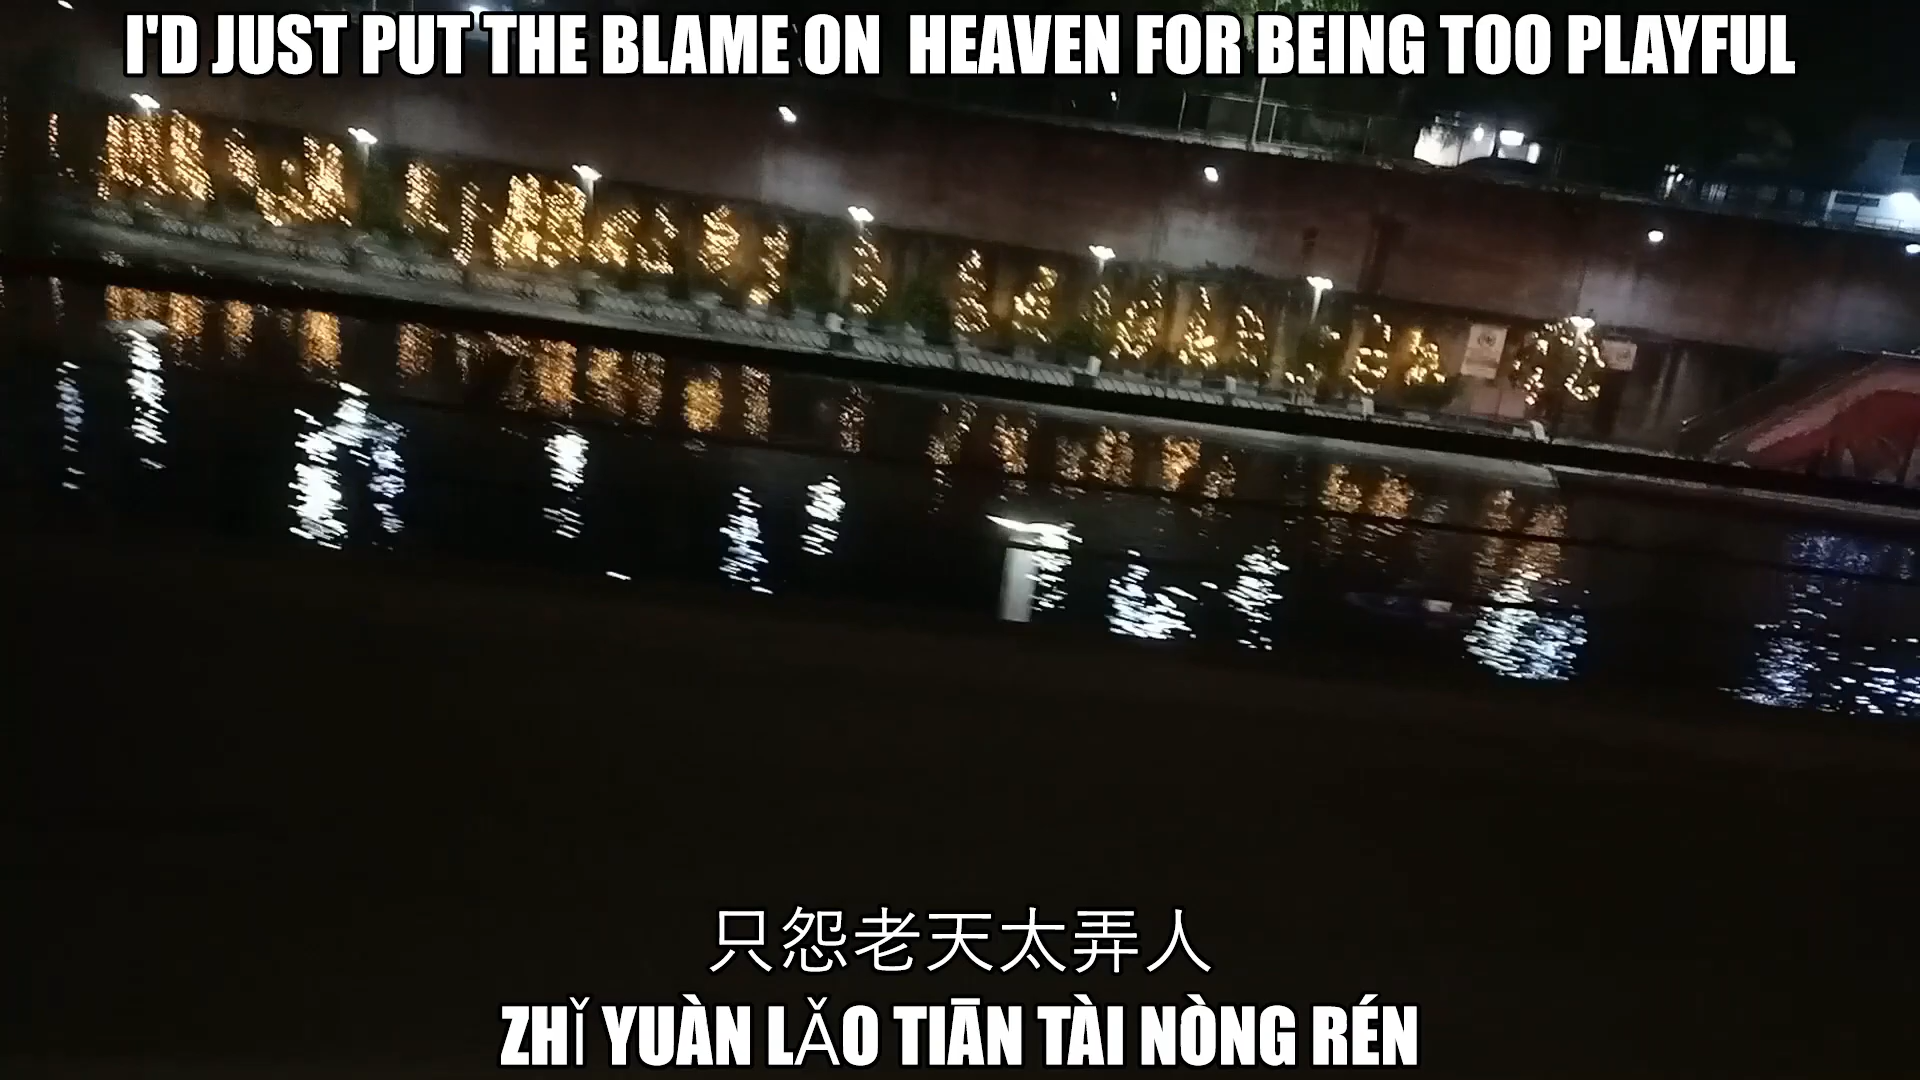 I'D JUST PUT THE BLAME ON  HEAVEN FOR BEING TOO PLAYFUL
只怨老天太弄人
ZHǏ YUÀN LǍO TIĀN TÀI NÒNG RÉN